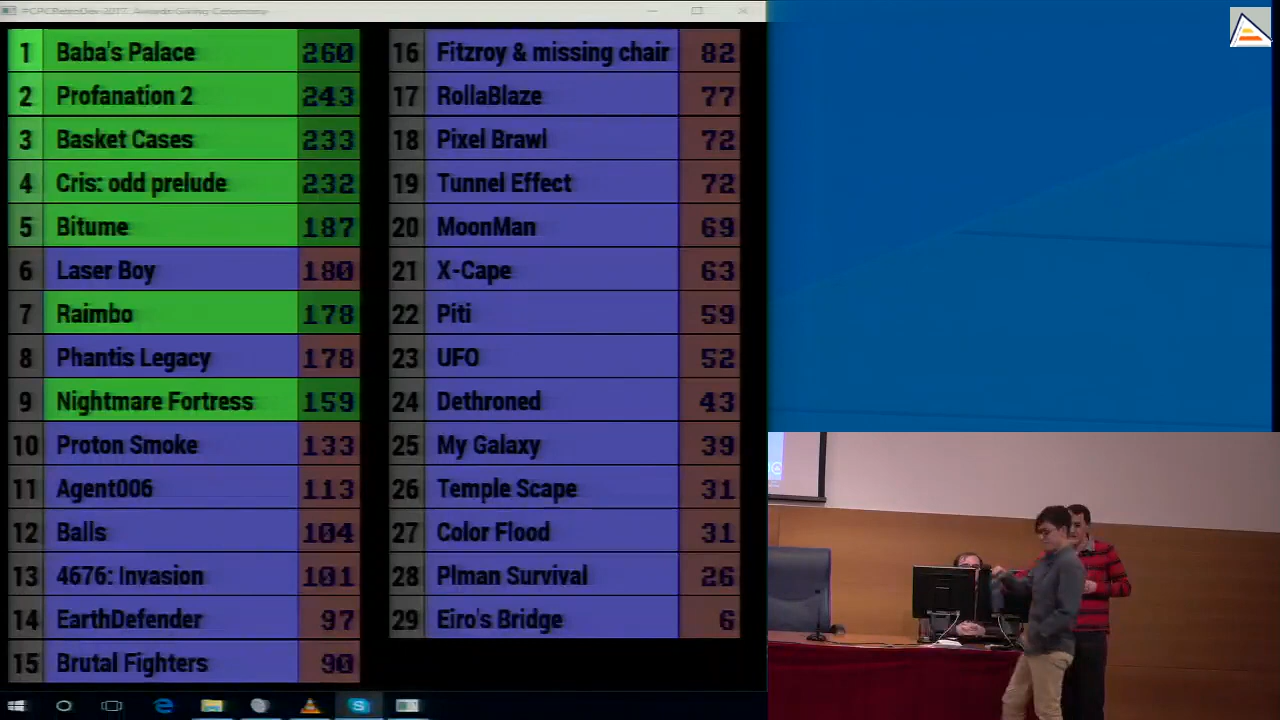 #CPCRetroDev 2017. Awards Giving Ceremony
1 Baba's Palace 260
2 Profanation 2 243
3 Basket Cases 233
4 Cris: odd prelude 232
5 Bitume 187
6 Laser Boy 180
7 Raimbo 178
8 Phantis Legacy 178
9 Nightmare Fortress 159
10 Proton Smoke 133
11 Agent006 113
12 Balls 104
13 4676: Invasion 101
14 EarthDefender 97
15 Brutal Fighters 90
16 Fitzroy & missing chair 82
17 RollaBlaze 77
18 Pixel Brawl 72
19 Tunnel Effect 72
20 MoonMan 69
21 X-Cape 63
22 Piti 59
23 UFO 52
24 Dethroned 43
25 My Galaxy 39
26 Temple Scape 31
27 Color Flood 31
28 Plman Survival 26
29 Eiro's Bridge 6